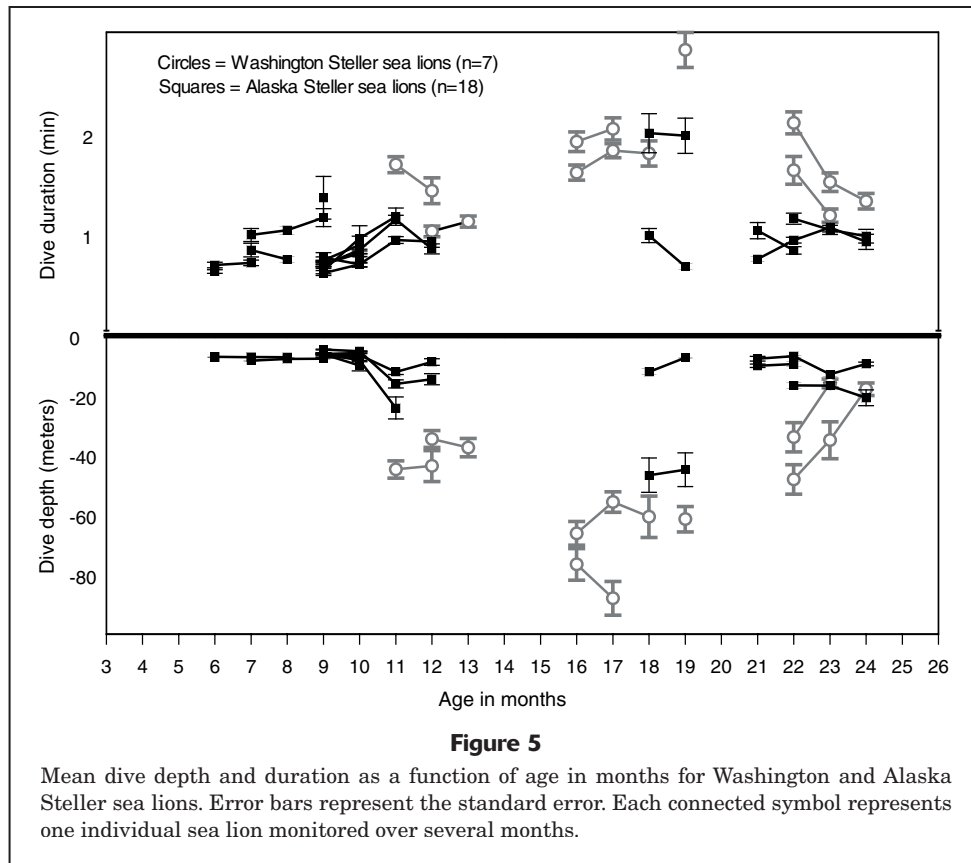 Circles = Washington Steller sea lions (n=7)
Squares = Alaska Steller sea lions (n=18)
Dive duration (min)
2
1
0
-20
-40
-60
-80
Dive depth (meters)
3 4 5 6 7 8 9 10 11 12 13 14 15 16 17 18 19 20 21 22 23 24 25 26
Age in months
Figure 5
Mean dive depth and duration as a function of age in months for Washington and Alaska
Steller sea lions. Error bars represent the standard error. Each connected symbol represents
one individual sea lion monitored over several months.